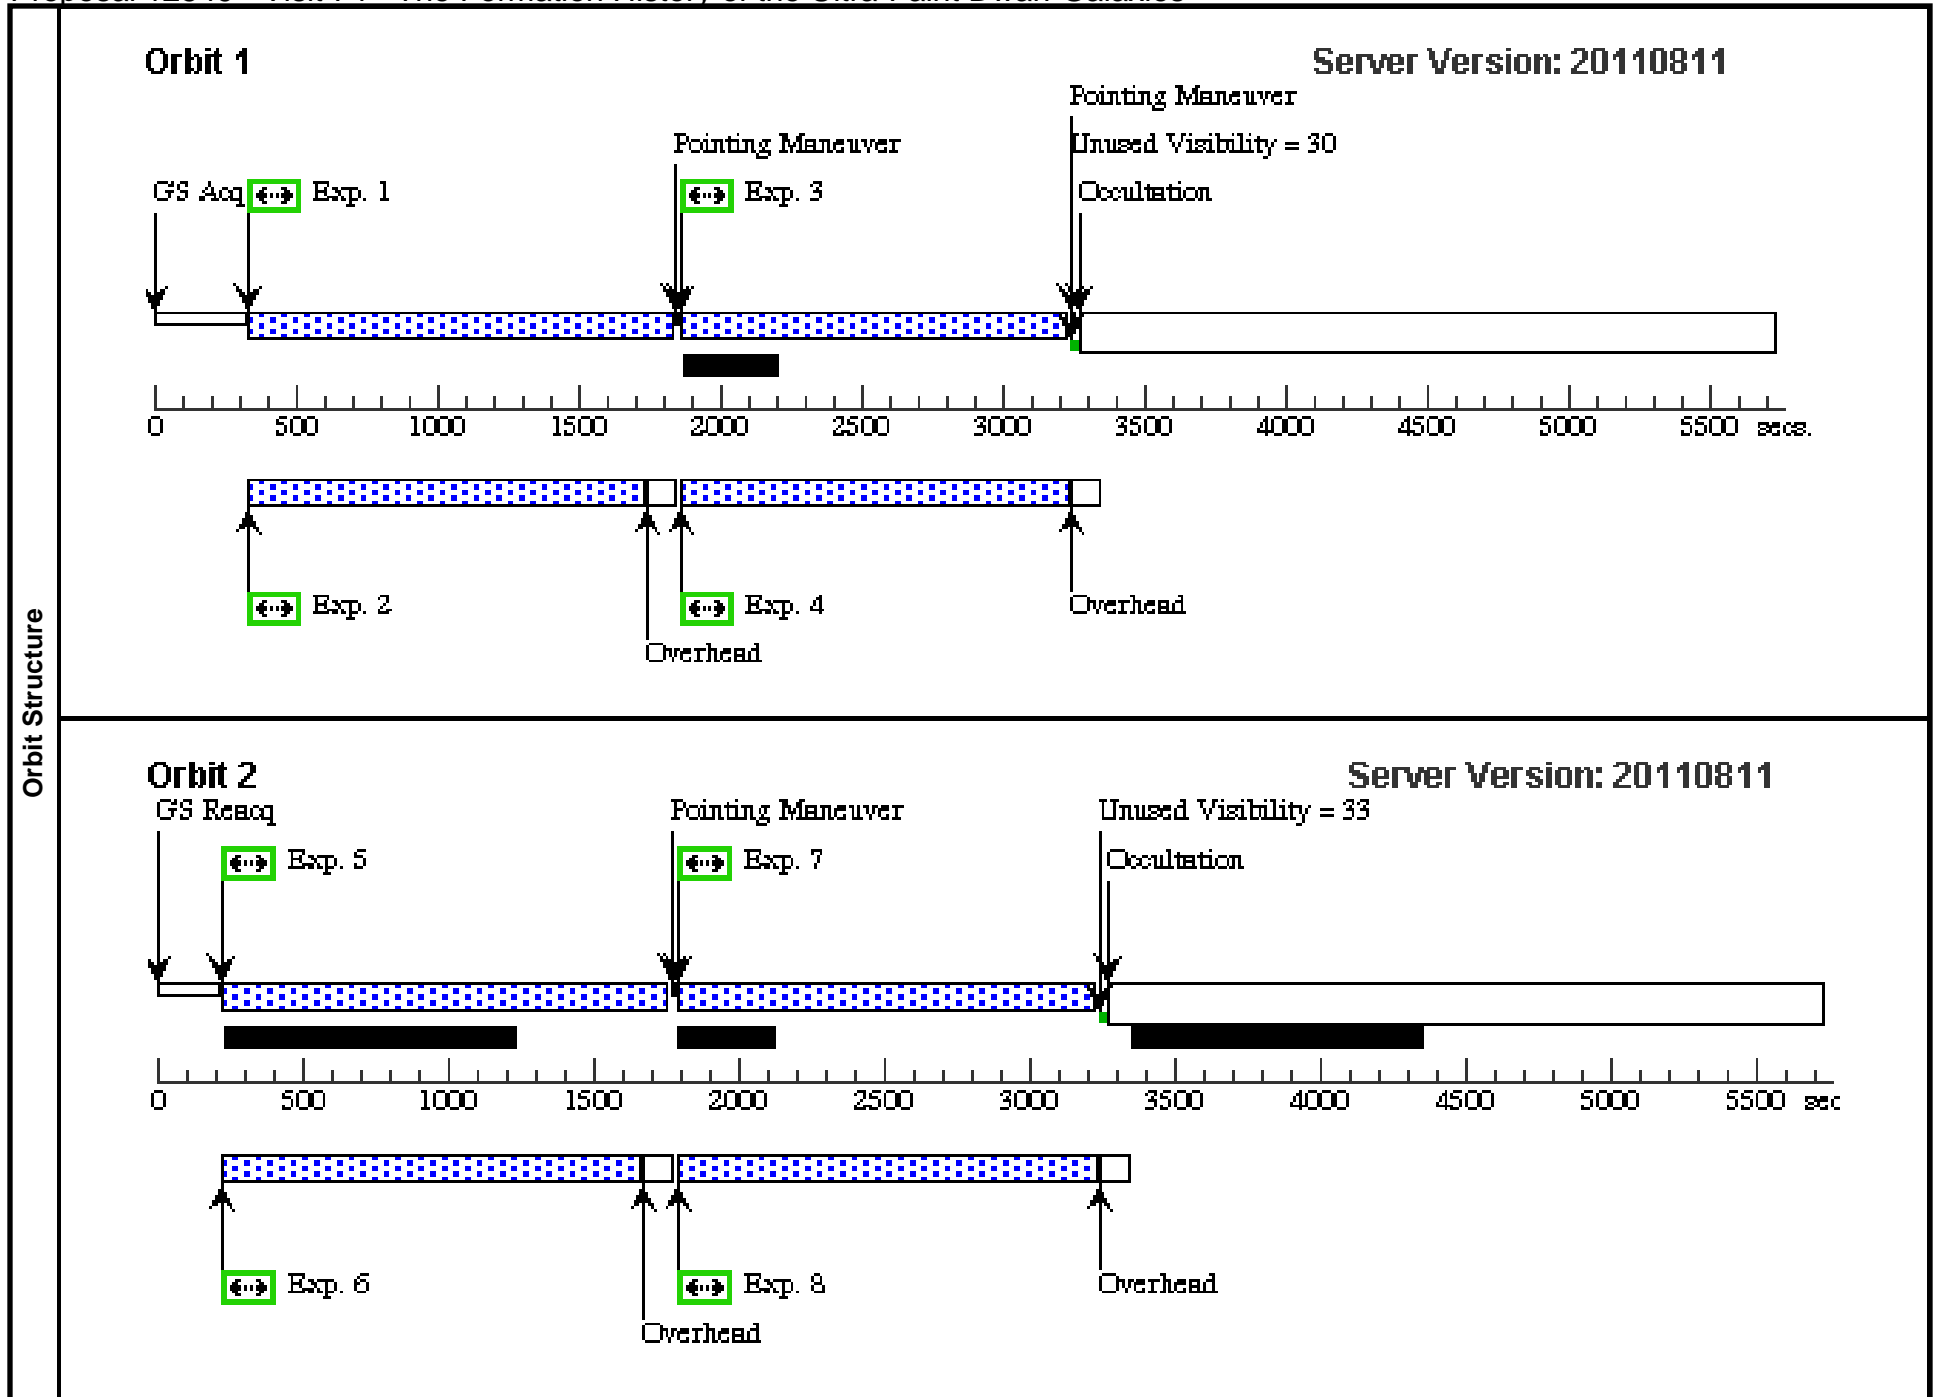 Orbit Structure
Orbit 1
Server Version: 20110811
Pointing Maneuver
Pointing Maneuver
Unused Visibility = 30
GS Acq
Exp. 1
Exp. 3
Occultation
0 500 1000 1500 2000 2500 3000 3500 4000 4500 5000 5500 secs.
Exp. 2
Exp. 4
Overhead
Overhead
Orbit 2
Server Version: 20110811
GS Reacq
Pointing Maneuver
Unused Visibility = 33
Exp. 5
Exp. 7
Occultation
0 500 1000 1500 2000 2500 3000 3500 4000 4500 5000 5500 sec
Exp. 6
Exp. 8
Overhead
Overhead